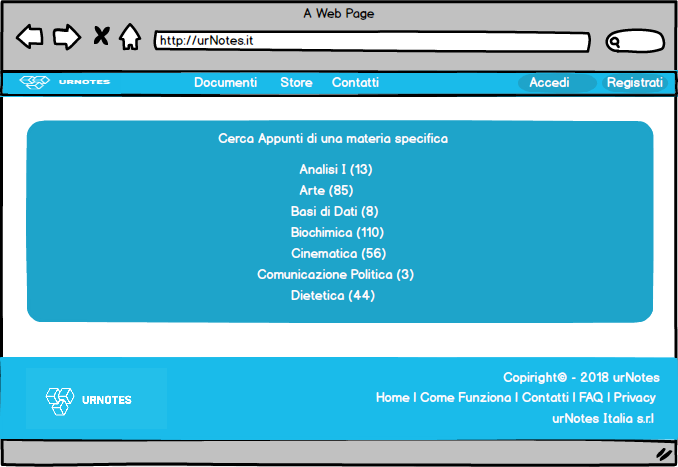 A Web Page
http://urNotes.it
URNOTES Documenti Store Contatti Accedi Registrati
Cerca Appunti di una materia specifica
Analisi I (13)
Arte (85)
Basi di Dati (8)
Biochimica (110)
Cinematica (56)
Comunicazione Politica (3)
Dietetica (44)
URNOTES
Copiright© - 2018 urNotes
Home | Come Funziona | Contatti | FAQ | Privacy
urNotes Italia s.r.l